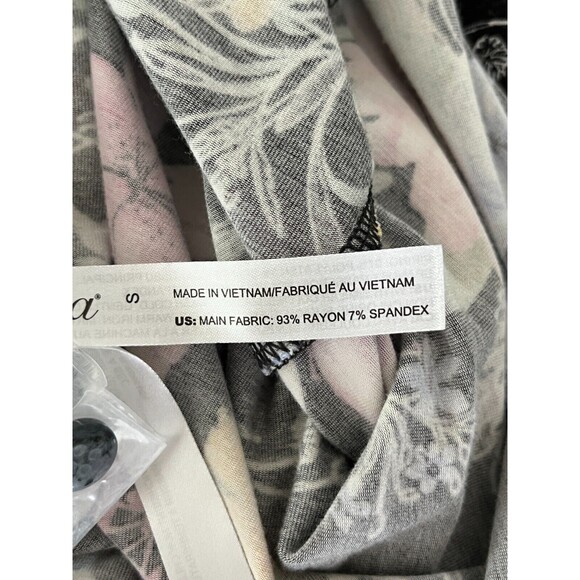 a®
S
MADE IN VIETNAM/FABRIQUÉ AU VIETNAM
US: MAIN FABRIC: 93% RAYON 7% SPANDEX